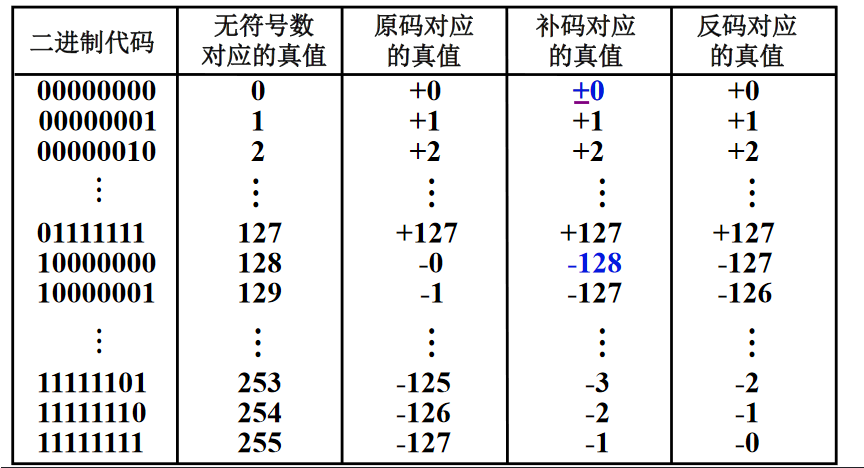 二进制代码 无符号数对应的真值 原码对应的真值 补码对应的真值 反码对应的真值
00000000 0 +0 ±0 +0
00000001 1 +1 +1 +1
00000010 2 +2 +2 +2
⋮ ⋮ ⋮ ⋮ ⋮
01111111 127 +127 +127 +127
10000000 128 -0 -128 -127
10000001 129 -1 -127 -126
⋮ ⋮ ⋮ ⋮ ⋮
11111101 253 -125 -3 -2
11111110 254 -126 -2 -1
11111111 255 -127 -1 -0